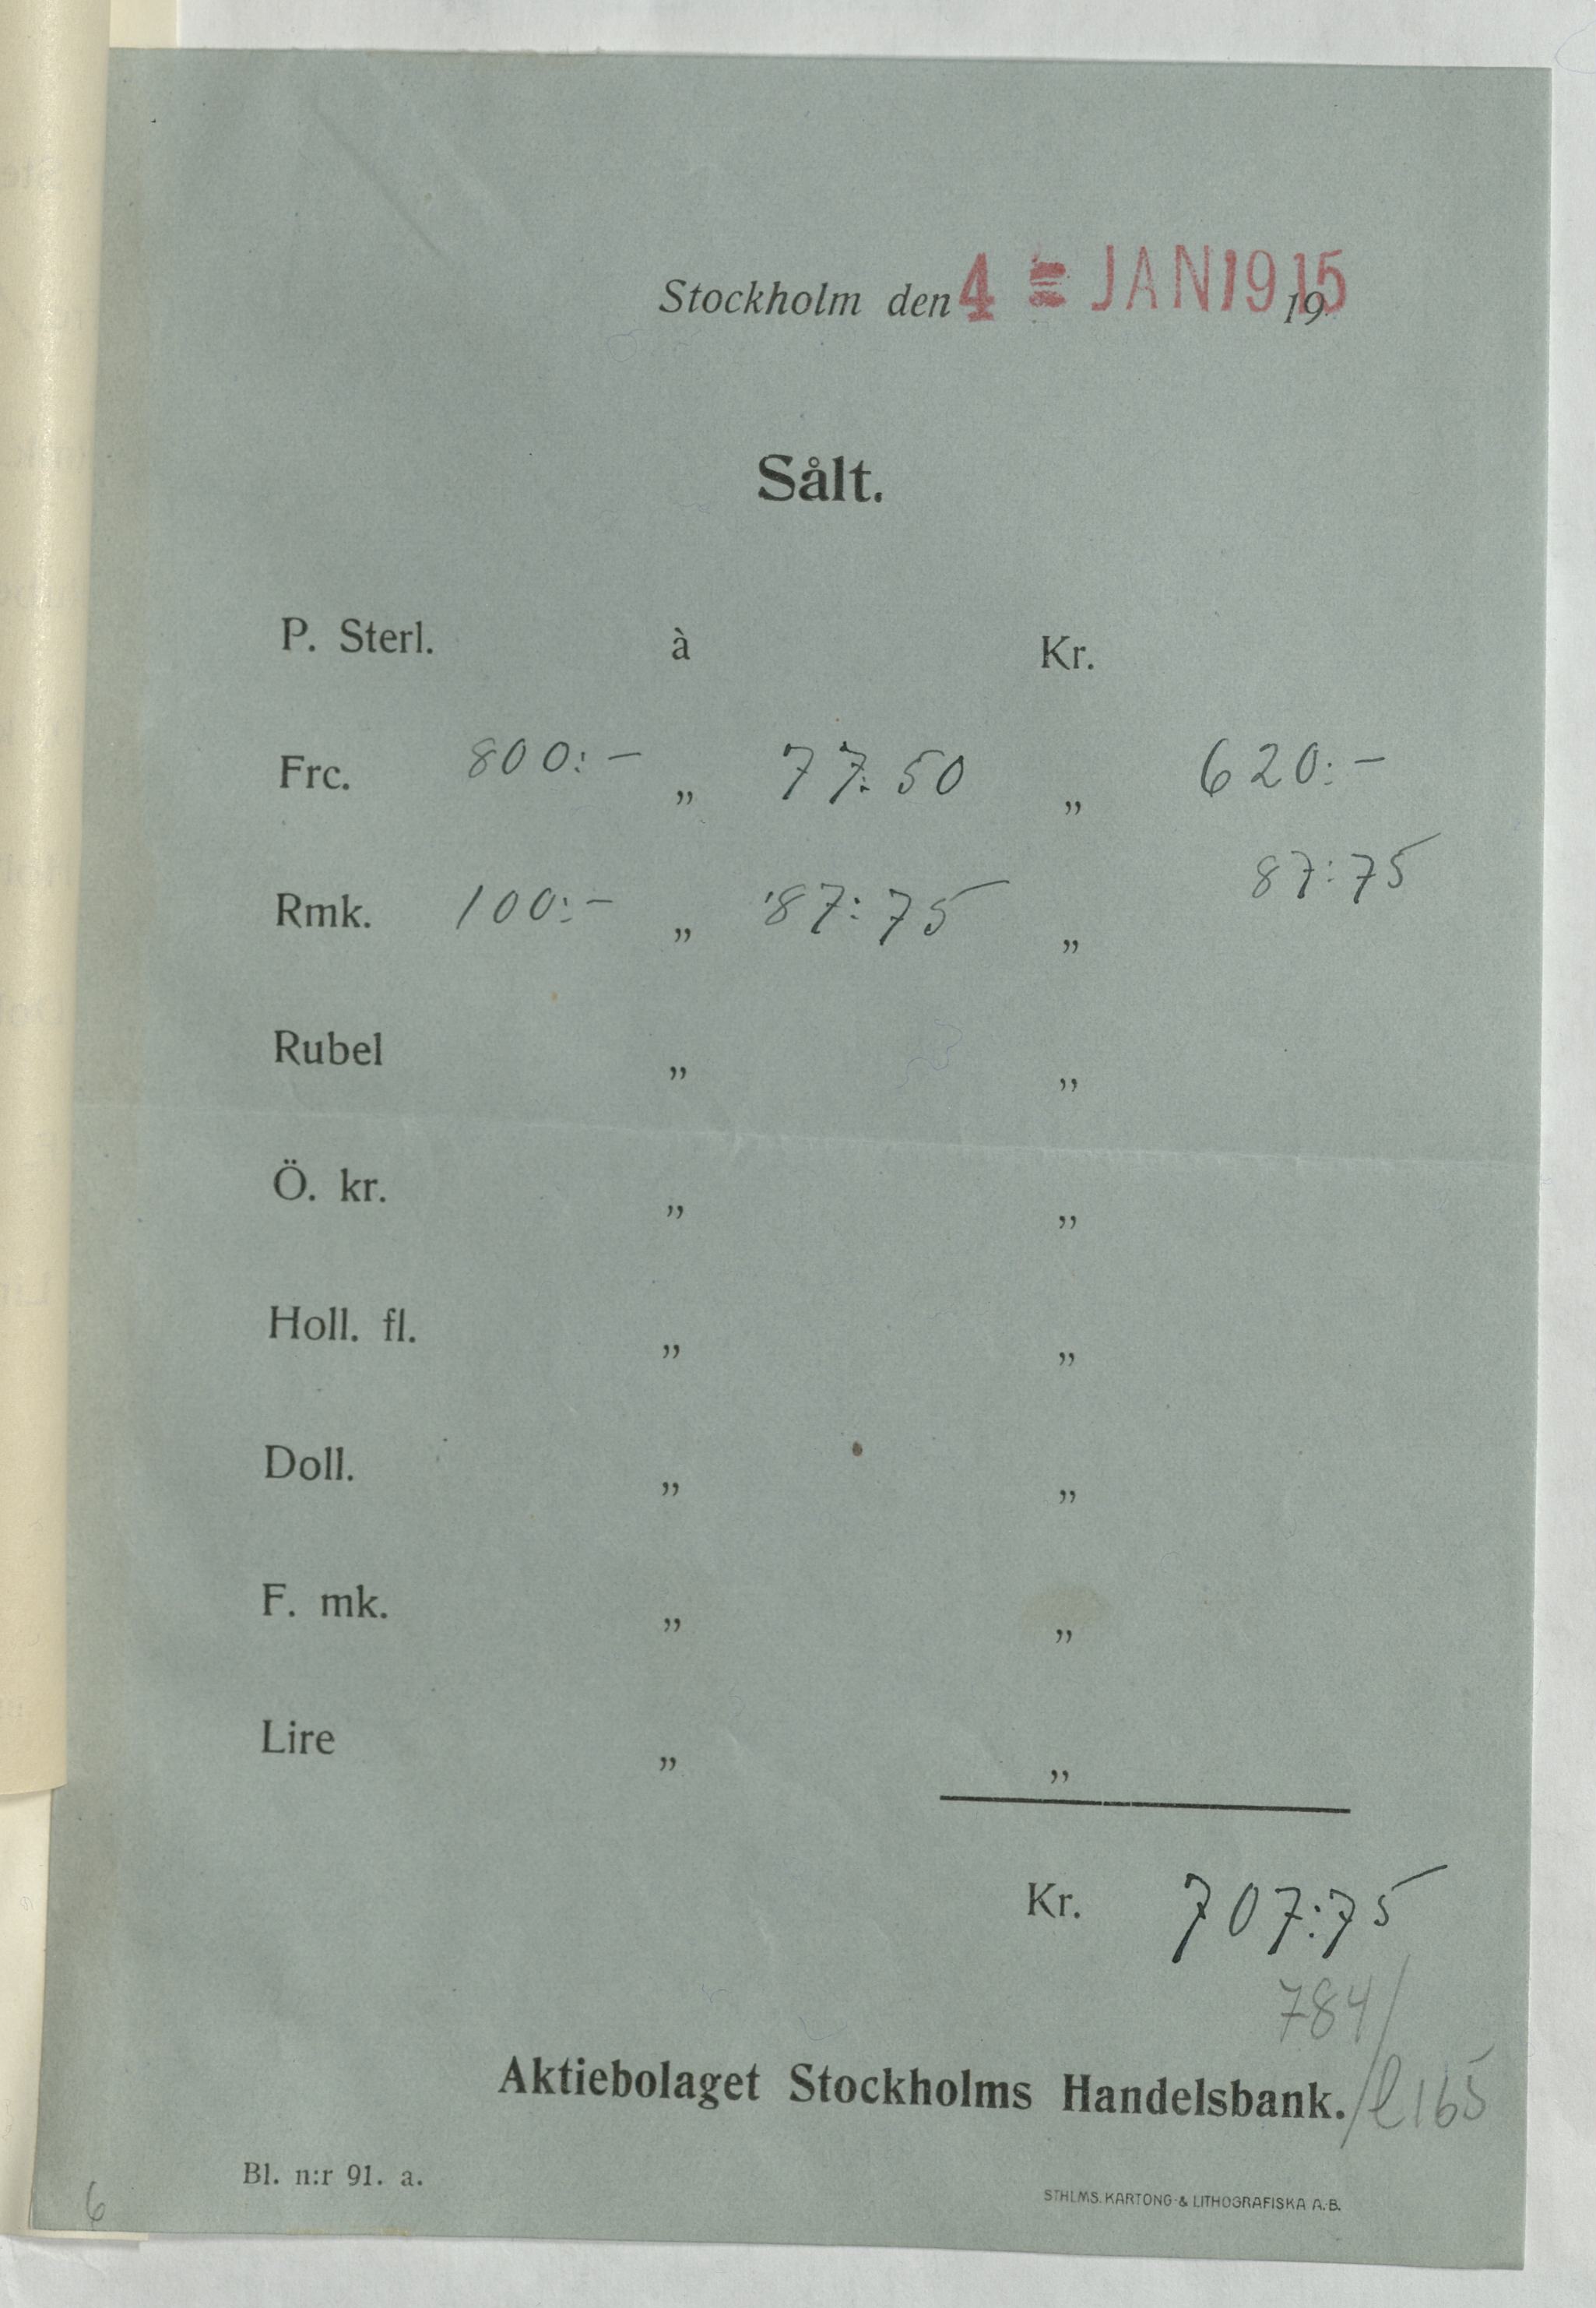 Stockholm den 4 = JAN 1915 19
Sålt.
P. Sterl. à Kr.
Frc. 800:- „ 77:50 „ 620:-
Rmk. 100:- „ 87:75 „ 87:75
Rubel „ „
Ö. kr. „ „
Holl. fl. „ „
Doll. „ „
F. mk. „ „
Lire „ „
Kr. 707:75
784/
Aktiebolaget Stockholms Handelsbank. /l165
Bl. n:r 91. a.
STHLMS. KARTONG- & LITHOGRAFISKA A.-B.
6